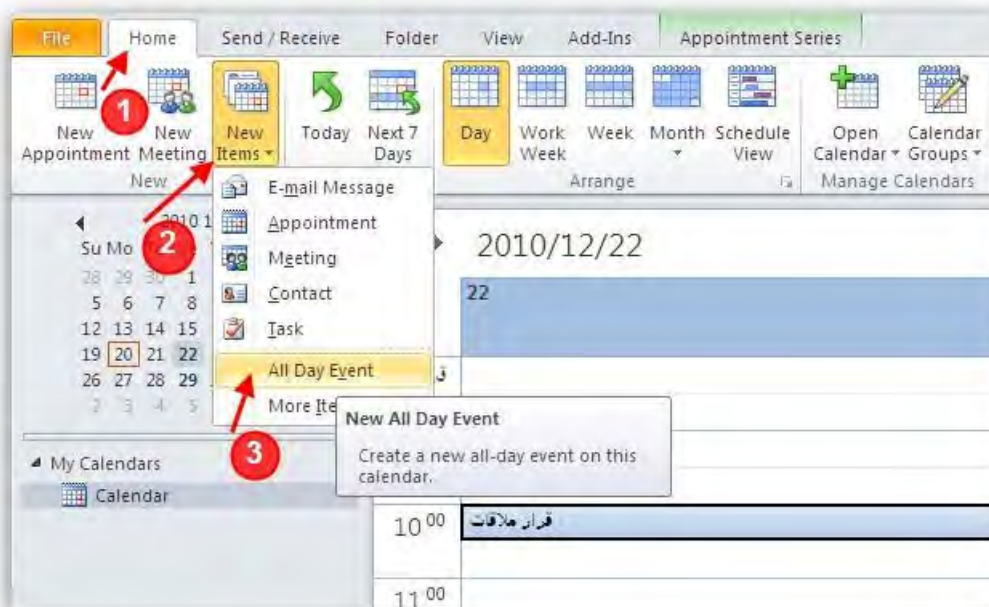 File Home Send / Receive Folder View Add-Ins Appointment Series
1
New Appointment
New Meeting
New Items
Today
Next 7 Days
Day
Work Week
Week
Month
Schedule View
Open Calendar
Calendar Groups
New
Arrange
Manage Calendars
2
E-mail Message
Appointment
Meeting
Contact
Task
All Day Event
More
3
New All Day Event
Create a new all-day event on this
calendar.
2010 1
Su Mo
28 29 30 1
5 6 7 8
12 13 14 15
19 20 21 22
26 27 28 29
2 3 4 5
My Calendars
Calendar
2010/12/22
22
ق
10 00
قرار ملاقات
11 00